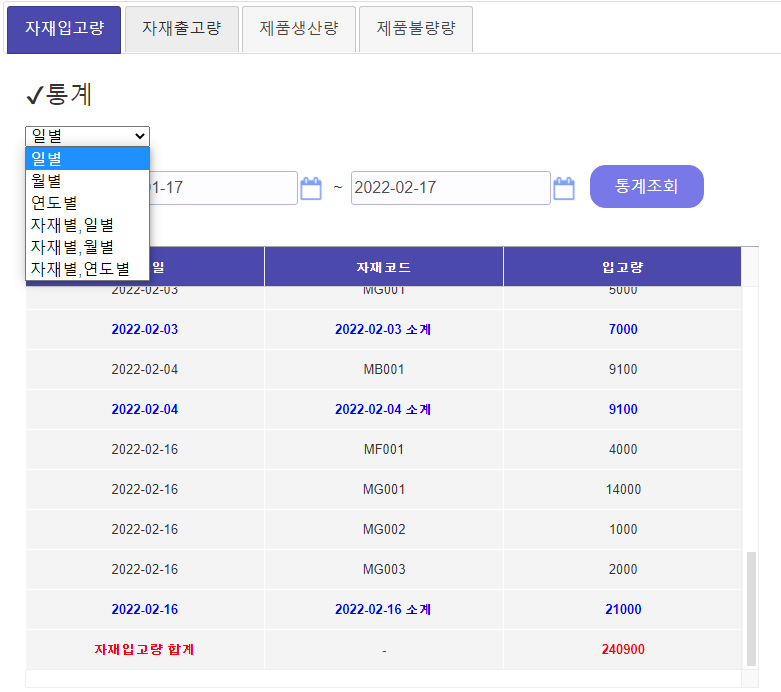 자재입고량 자재출고량 제품생산량 제품불량량
✓통계
일별
일별
월별
연도별
자재별,일별
자재별,월별
자재별,연도별
1-17 ~ 2022-02-17 통계조회
일 자재코드 입고량
2022-02-03 MG001 5000
2022-02-03 2022-02-03 소계 7000
2022-02-04 MB001 9100
2022-02-04 2022-02-04 소계 9100
2022-02-16 MF001 4000
2022-02-16 MG001 14000
2022-02-16 MG002 1000
2022-02-16 MG003 2000
2022-02-16 2022-02-16 소계 21000
자재입고량 합계 - 240900